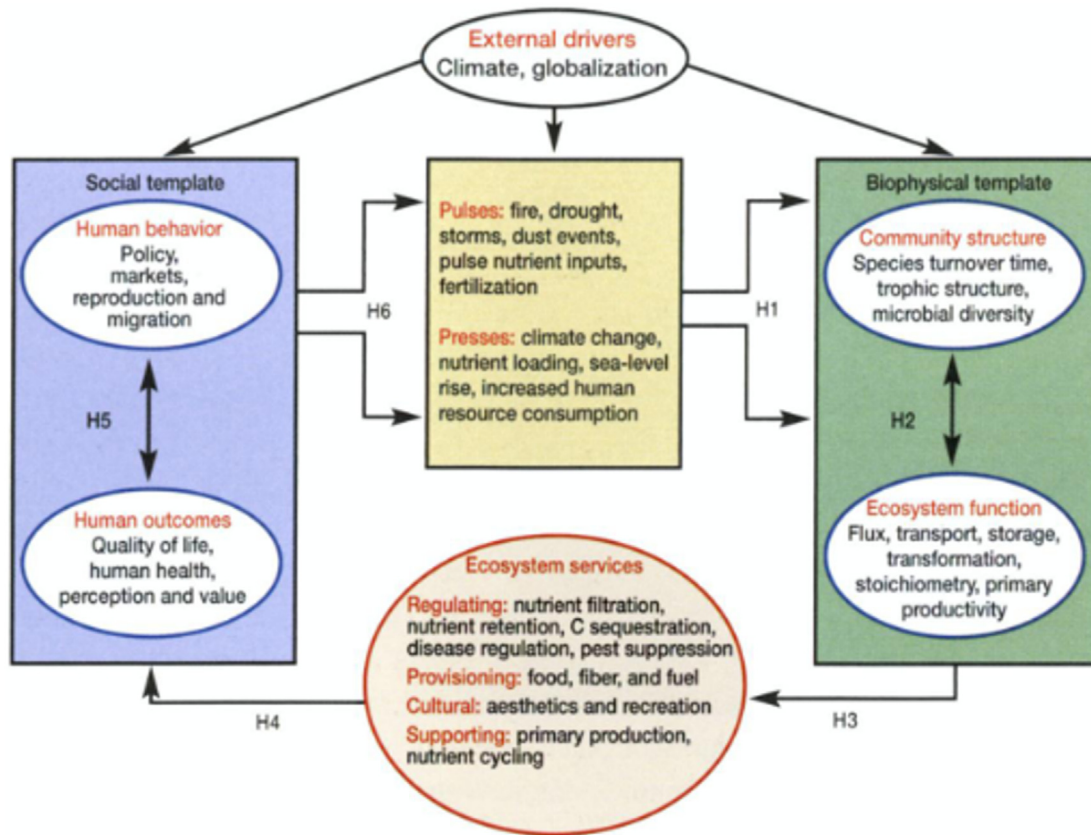 External drivers
Climate, globalization
Social template
Human behavior
Policy,
markets,
reproduction and
migration
H5
Human outcomes
Quality of life,
human health,
perception and value
H6
Pulses: fire, drought,
storms, dust events,
pulse nutrient inputs,
fertilization
Presses: climate change,
nutrient loading, sea-level
rise, increased human
resource consumption
H1
Biophysical template
Community structure
Species turnover time,
trophic structure,
microbial diversity
H2
Ecosystem function
Flux, transport, storage,
transformation,
stoichiometry, primary
productivity
Ecosystem services
Regulating: nutrient filtration,
nutrient retention, C sequestration,
disease regulation, pest suppression
Provisioning: food, fiber, and fuel
Cultural: aesthetics and recreation
Supporting: primary production,
nutrient cycling
H4
H3